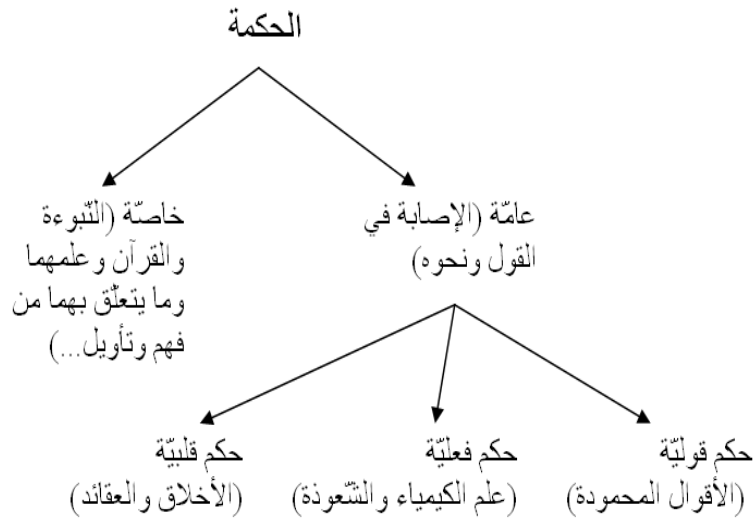 الحكمة
عامّة (الإصابة في
القول ونحوه)
خاصّة (النّبوءة
والقرآن وعلمهما
وما يتعلّق بهما من
فهم وتأويل...)
حكم قوليّة
(الأقوال المحمودة)
حكم فعليّة
(علم الكيمياء والشّعوذة)
حكم قلبيّة
(الأخلاق والعقائد)